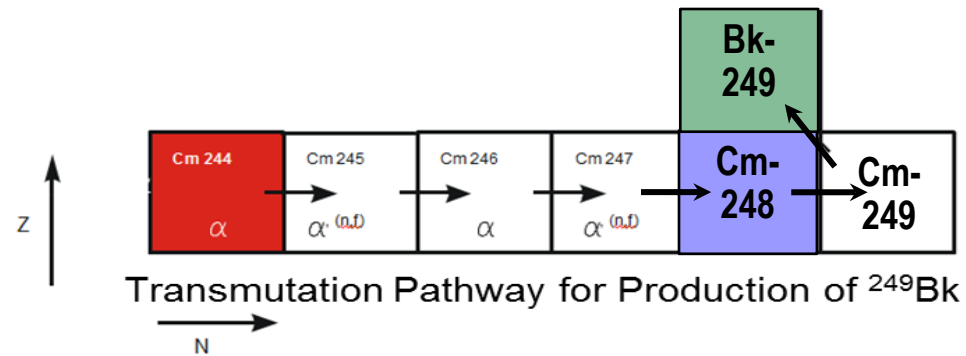 Bk-
249
Cm 244
Cm 245
Cm 246
Cm 247
Cm-
248
Cm-
249
α
α, (n,f)
α
α, (n,f)
Z
Transmutation Pathway for Production of ²⁴⁹Bk
N